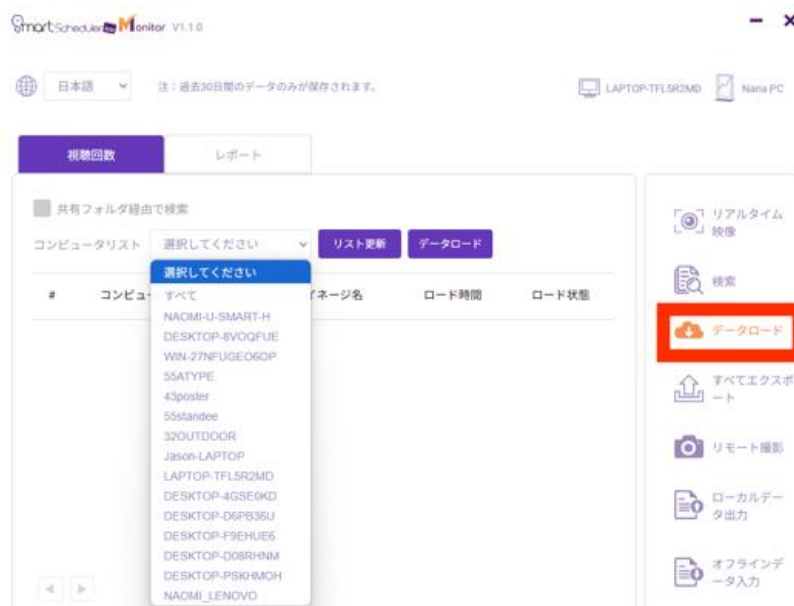 SmartScheduler Monitor V1.1.0
日本語
注：過去30日間のデータのみが保存されます。
LAPTOP-TFL5R2MD
Nana PC
視聴回数
レポート
共有フォルダ経由で検索
コンピュータリスト
選択してください
リスト更新
データロード
選択してください
すべて
NAOMI-U-SMART-H
DESKTOP-8VOQFUE
WIN-27NFUGEO6OP
55ATYPE
43poster
55standee
32OUTDOOR
Jason-LAPTOP
LAPTOP-TFL5R2MD
DESKTOP-4GSE0KD
DESKTOP-D6PB36U
DESKTOP-F9EHUE6
DESKTOP-D08RHNM
DESKTOP-PSKHMOH
NAOMI_LENOVO
#
コンピュー
イネージ名
ロード時間
ロード状態
リアルタイム
映像
検索
データロード
すべてエクスポ
ート
リモート撮影
ローカルデー
タ出力
オフラインデ
ータ入力